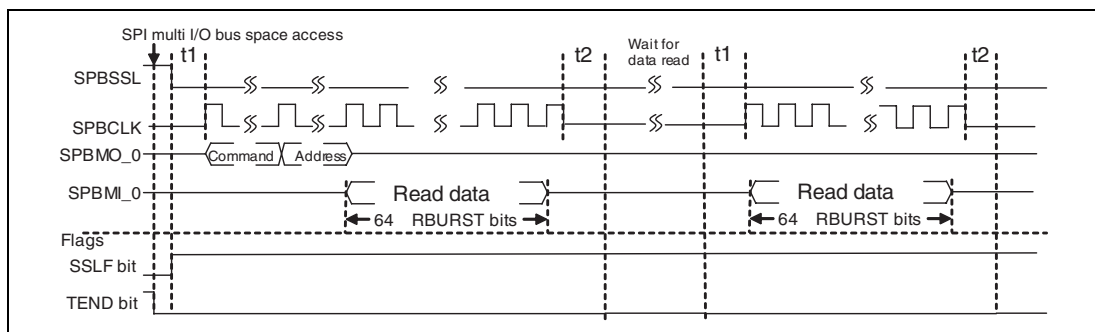 SPI multi I/O bus space access
t1
t2
Wait for
data read
t1
t2
SPBSSL
SPBCLK
SPBMO_0
Command
Address
SPBMI_0
Read data
Read data
64 RBURST bits
64 RBURST bits
Flags
SSLF bit
TEND bit